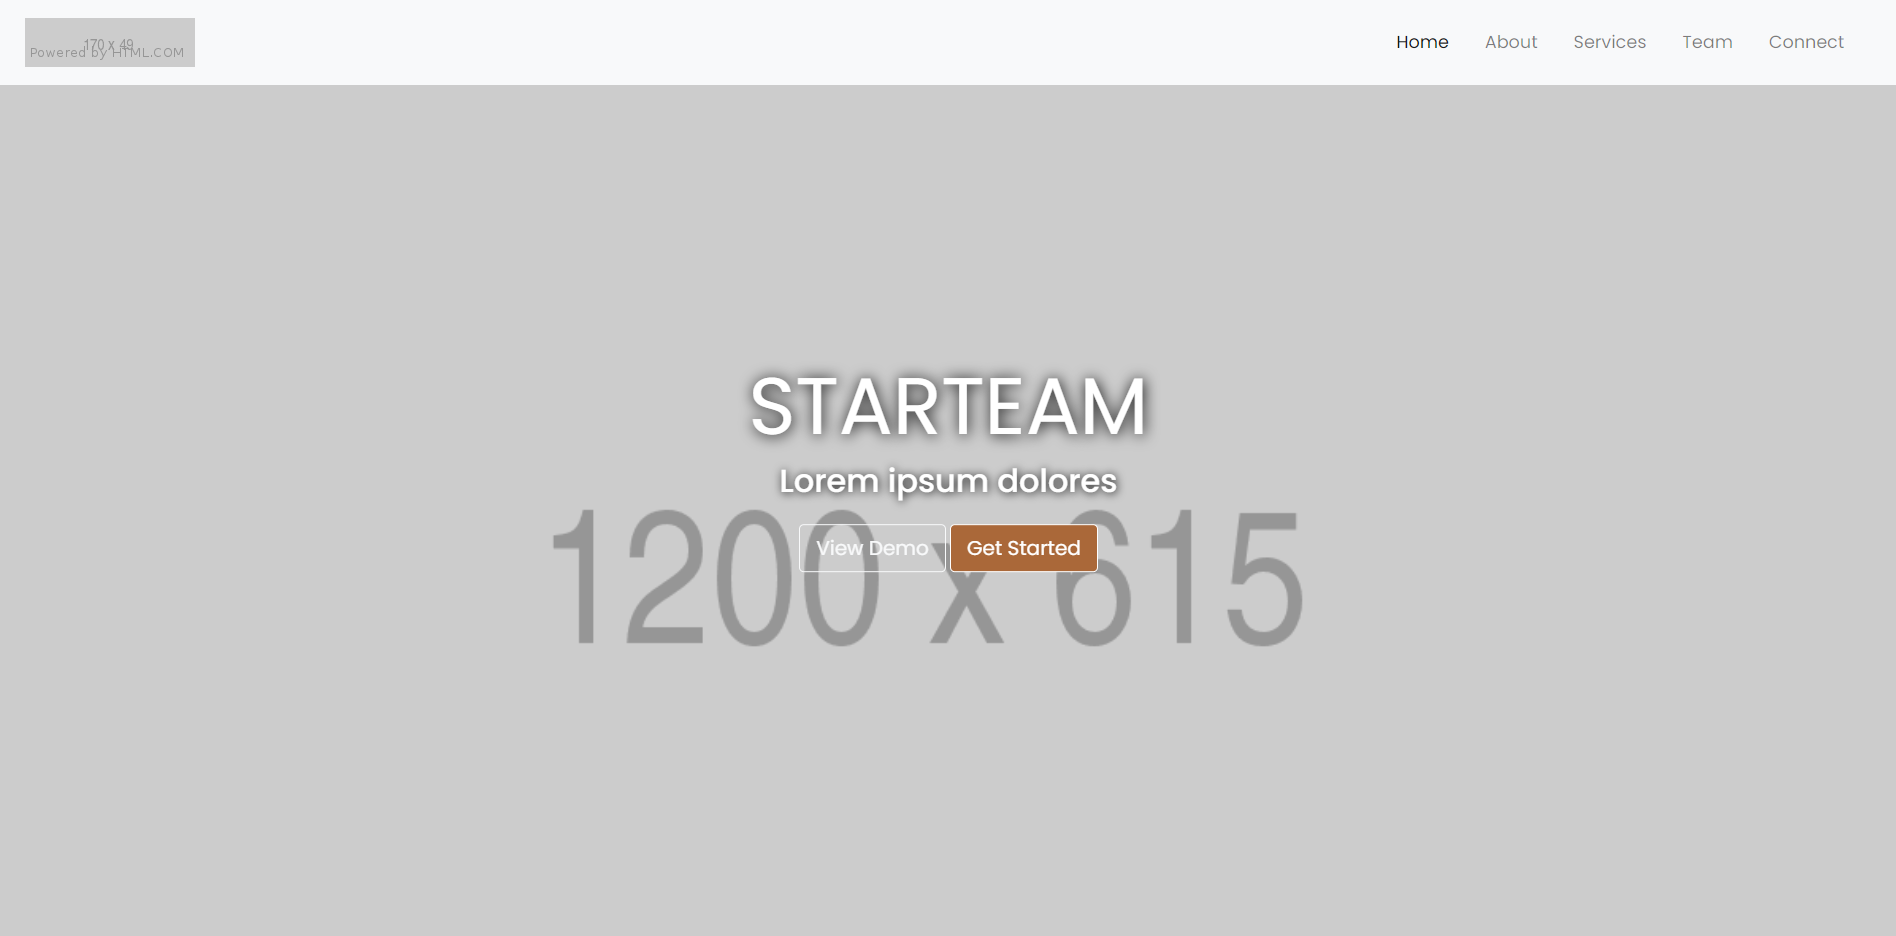 170 x 49
Powered by HTML.COM
Home About Services Team Connect
STARTEAM
Lorem ipsum dolores
View Demo Get Started
1200 x 615